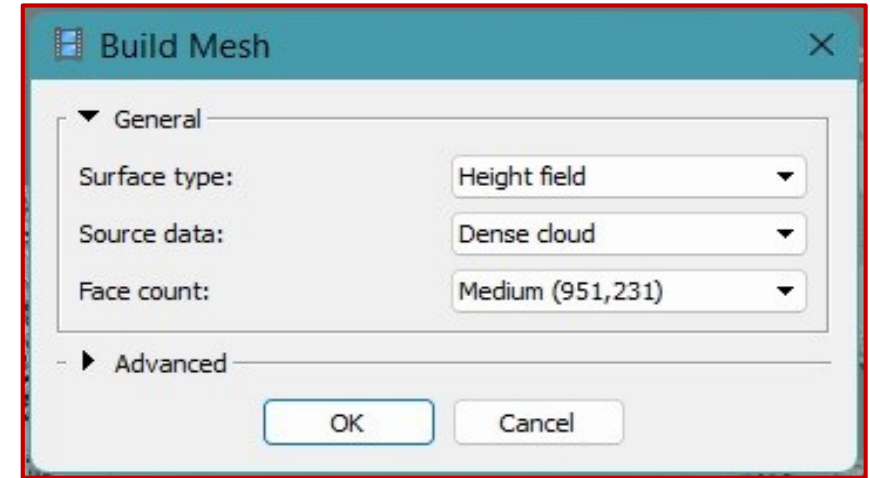 Build Mesh
General
Surface type: Height field
Source data: Dense cloud
Face count: Medium (951,231)
Advanced
OK Cancel